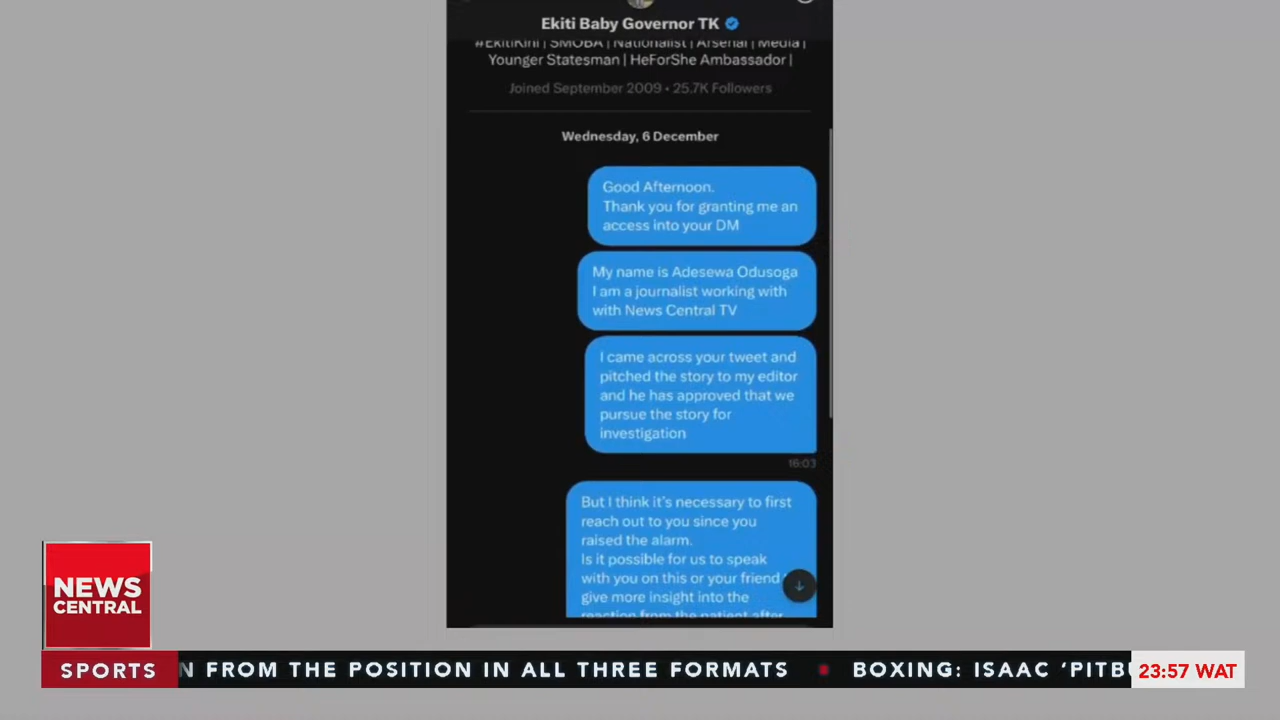 Ekiti Baby Governor TK
#EkitiKini | SMOBA | Nationalist | Arsenal | Media |
Younger Statesman | HeForShe Ambassador |
Joined September 2009 • 25.7K Followers
Wednesday, 6 December
Good Afternoon.
Thank you for granting me an
access into your DM
My name is Adesewa Odusoga
I am a journalist working with
with News Central TV
I came across your tweet and
pitched the story to my editor
and he has approved that we
pursue the story for
investigation
16:03
But I think it's necessary to first
reach out to you since you
raised the alarm.
Is it possible for us to speak
with you on this or your friend
give more insight into the
reaction from the patient after
NEWS
CENTRAL
SPORTS
N FROM THE POSITION IN ALL THREE FORMATS • BOXING: ISAAC ‘PITBU
23:57 WAT